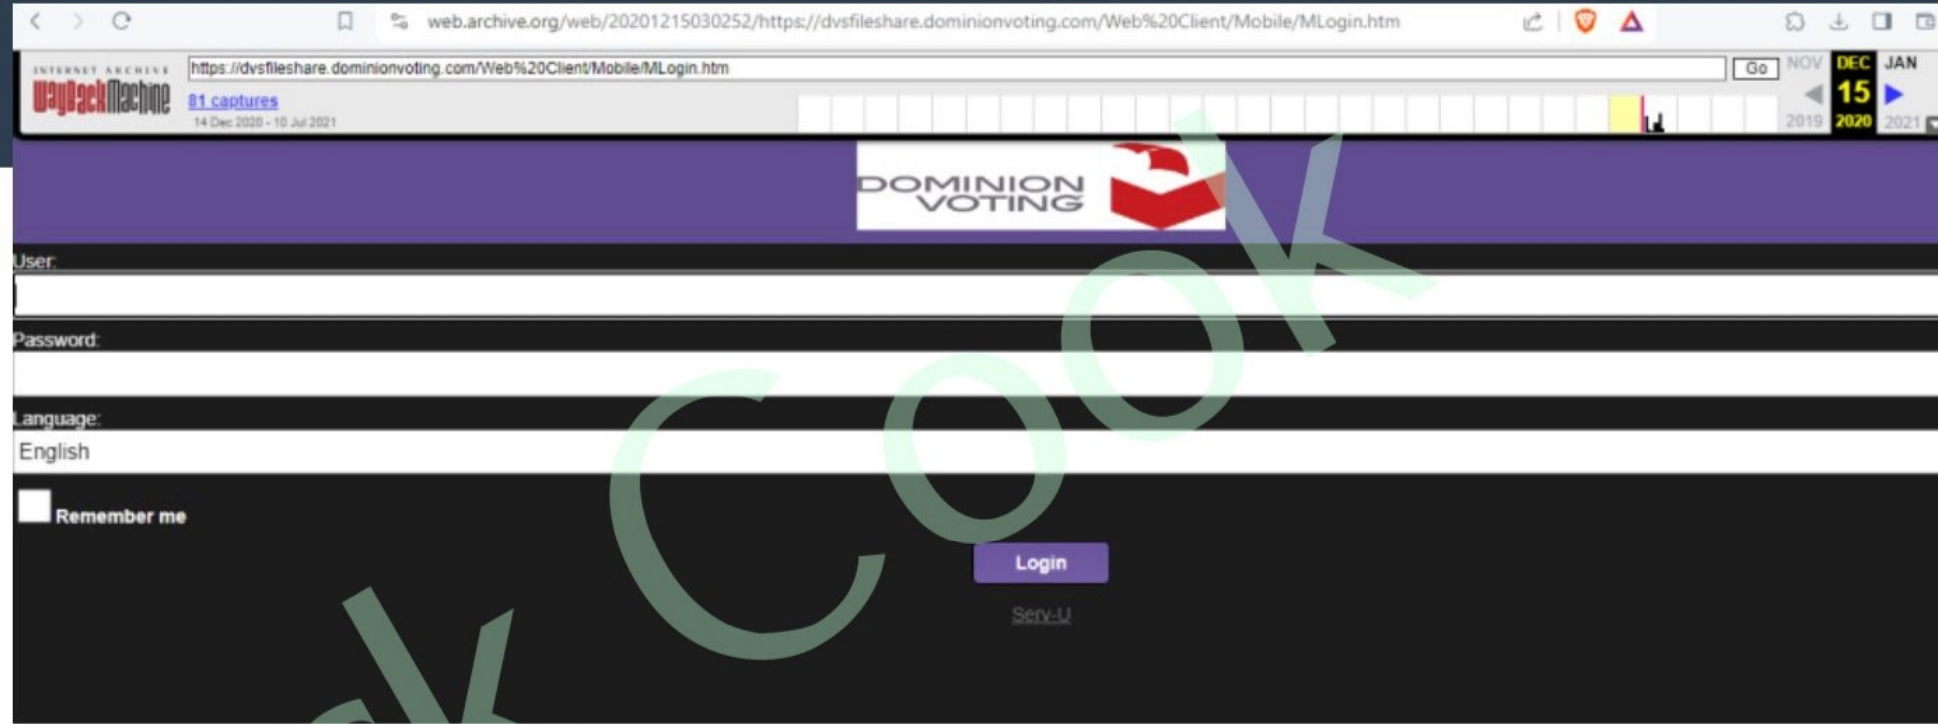 web.archive.org/web/20201215030252/https://dvsfileshare.dominionvoting.com/Web%20Client/Mobile/MLogin.htm
INTERNET ARCHIVE
WayBackMachine
https://dvsfileshare.dominionvoting.com/Web%20Client/Mobile/MLogin.htm
Go
NOV DEC JAN
81 captures
15
14 Dec 2020 - 10 Jul 2021
2019 2020 2021
DOMINION
VOTING
User:
Password:
Language:
English
Remember me
Login
Serv-U
k Cook